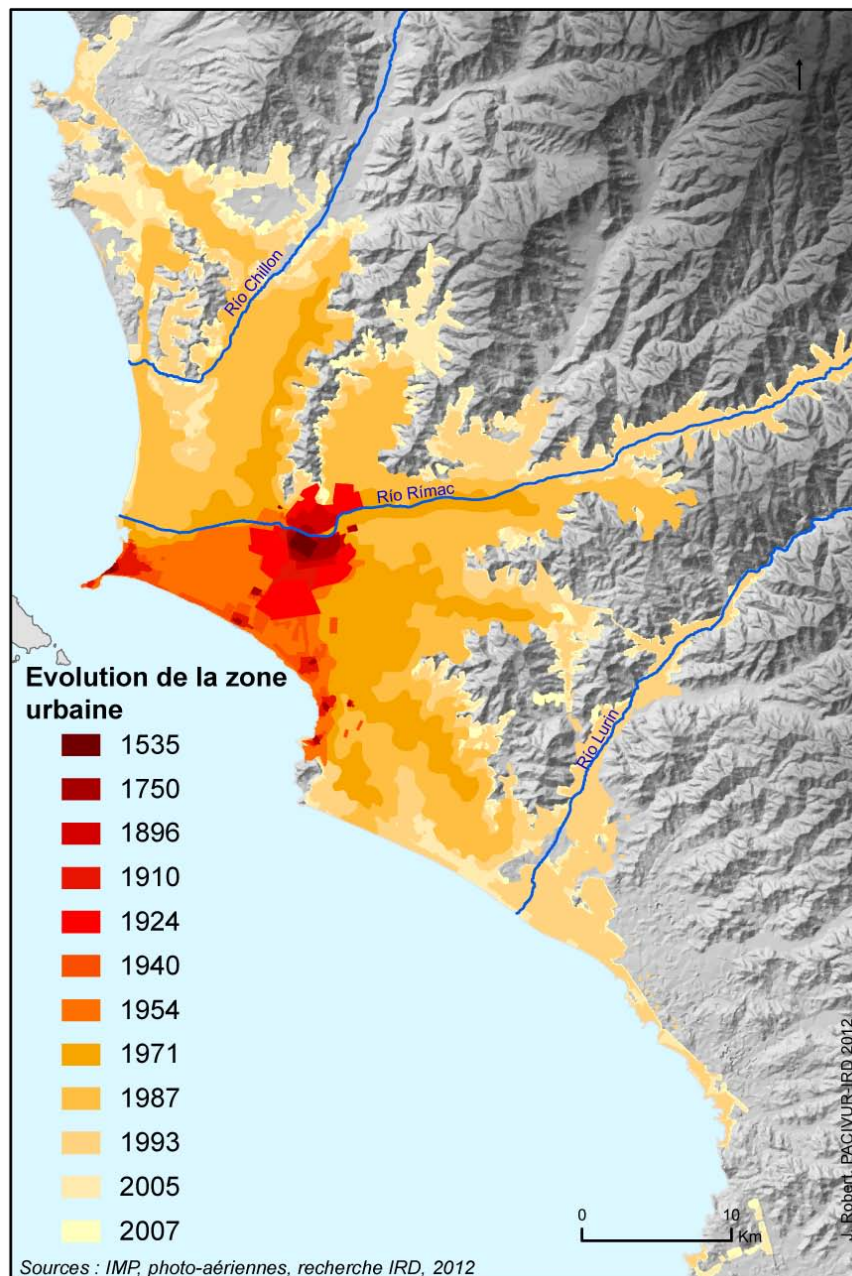 Río Chillon
Río Rímac
Río Lurin
Evolution de la zone
urbaine
1535
1750
1896
1910
1924
1940
1954
1971
1987
1993
2005
2007
0 10
Km
J. Robert, PACIVUR-IRD 2012
Sources : IMP, photo-aériennes, recherche IRD, 2012